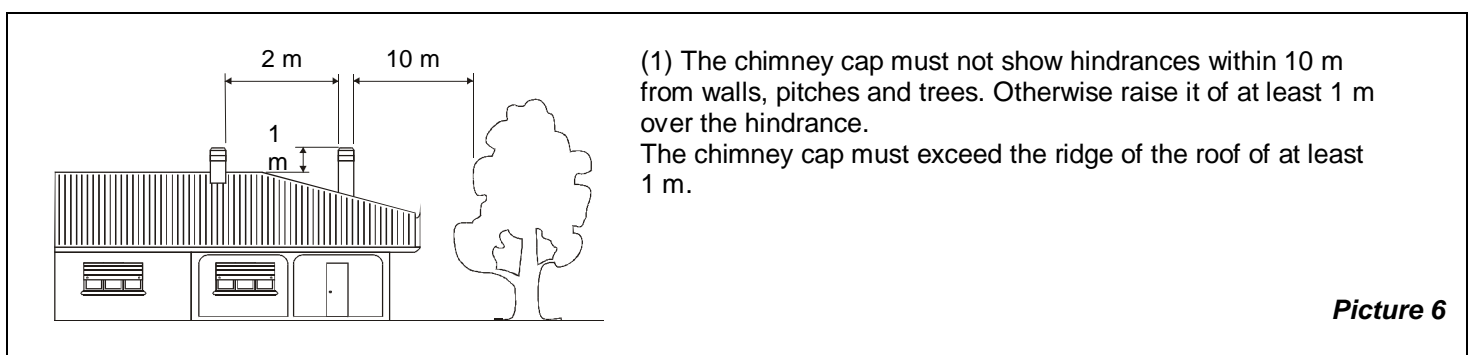 2 m 10 m
1
m
(1) The chimney cap must not show hindrances within 10 m
from walls, pitches and trees. Otherwise raise it of at least 1 m
over the hindrance.
The chimney cap must exceed the ridge of the roof of at least
1 m.
Picture 6